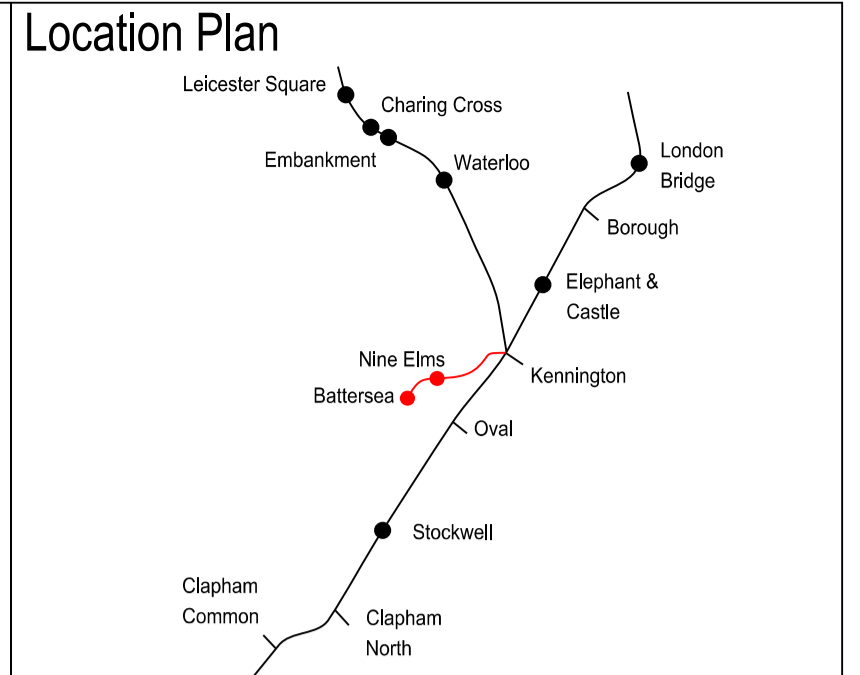 Location Plan
Leicester Square
Charing Cross
Embankment
Waterloo
London
Bridge
Borough
Elephant &
Castle
Nine Elms
Kennington
Battersea
Oval
Stockwell
Clapham
Common
Clapham
North